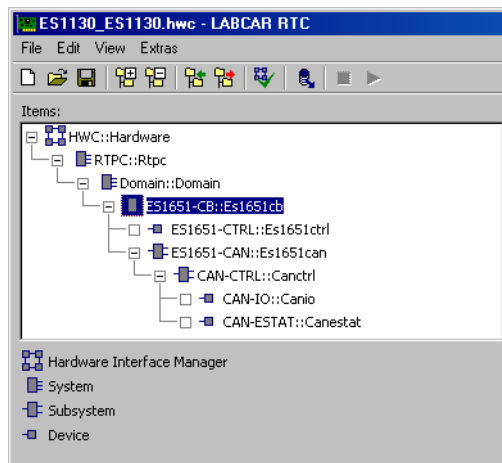 ES1130_ES1130.hwc - LABCAR RTC
File Edit View Extras
Items:
HWC::Hardware
RTPC::Rtpc
Domain::Domain
ES1651-CB::Es1651cb
ES1651-CTRL::Es1651ctrl
ES1651-CAN::Es1651can
CAN-CTRL::Canctrl
CAN-IO::Canio
CAN-ESTAT::Canestat
Hardware Interface Manager
System
Subsystem
Device